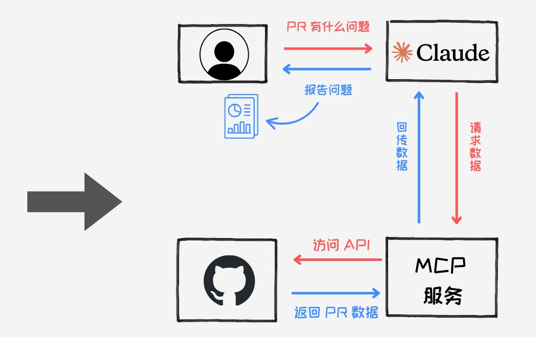 PR 有什么问题
Claude
报告问题
回传数据
请求数据
访问 API
MCP
服务
返回 PR 数据